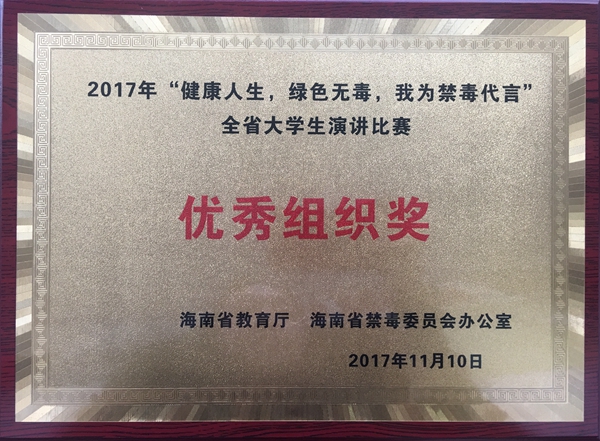 2017年“健康人生，绿色无毒，我为禁毒代言”
全省大学生演讲比赛
优秀组织奖
海南省教育厅 海南省禁毒委员会办公室
2017年11月10日